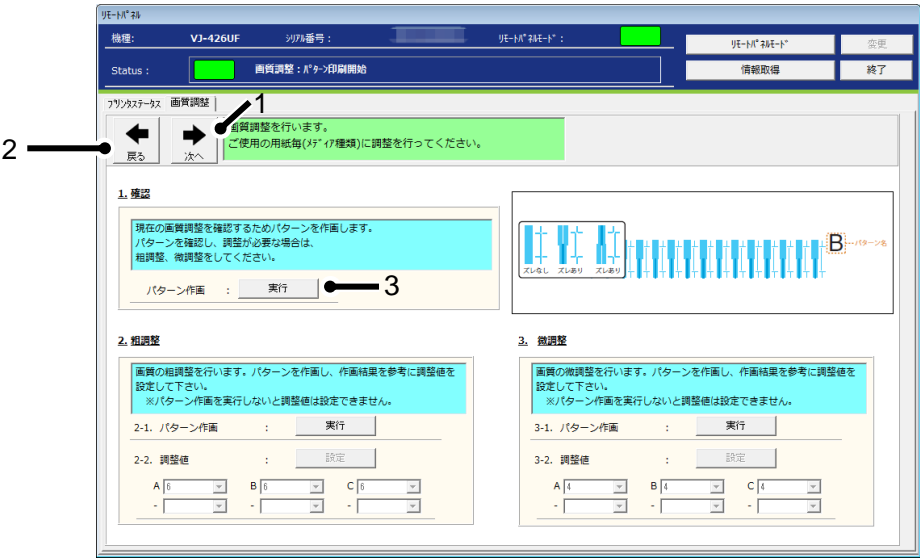 ﾘﾓｰﾄﾊﾟﾈﾙ
機種: VJ-426UF ｼﾘｱﾙ番号： ﾘﾓｰﾄﾊﾟﾈﾙﾓｰﾄﾞ：
ﾘﾓｰﾄﾊﾟﾈﾙﾓｰﾄﾞ 変更
Status : 画質調整：ﾊﾟﾀｰﾝ印刷開始
情報取得 終了
ﾌﾟﾘﾝﾀｽﾃｰﾀｽ 画質調整
1
2
戻る
次へ
画質調整を行います。
ご使用の用紙毎(ﾒﾃﾞｨｱ種類)に調整を行ってください。
1. 確認
現在の画質調整を確認するためパターンを作画します。
パターンを確認し、調整が必要な場合は、
粗調整、微調整をしてください。
パターン作画 ： 実行
3
ズレなし ズレあり ズレあり
B
パターン名
2. 粗調整
画質の粗調整を行います。パターンを作画し、作画結果を参考に調整値を
設定して下さい。
※パターン作画を実行しないと調整値は設定できません。
2-1. パターン作画 ： 実行
2-2. 調整値 ： 設定
A 6 B 6 C 6
- - -
3. 微調整
画質の微調整を行います。パターンを作画し、作画結果を参考に調整値を
設定して下さい。
※パターン作画を実行しないと調整値は設定できません。
3-1. パターン作画 ： 実行
3-2. 調整値 ： 設定
A 4 B 4 C 4
- - -